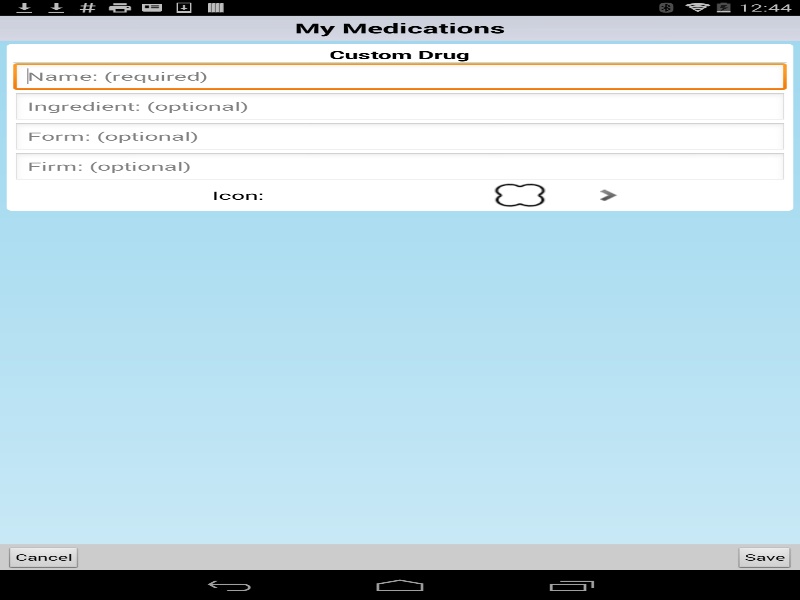 12:44
My Medications
Custom Drug
Name: (required)
Ingredient: (optional)
Form: (optional)
Firm: (optional)
Icon:
Cancel Save